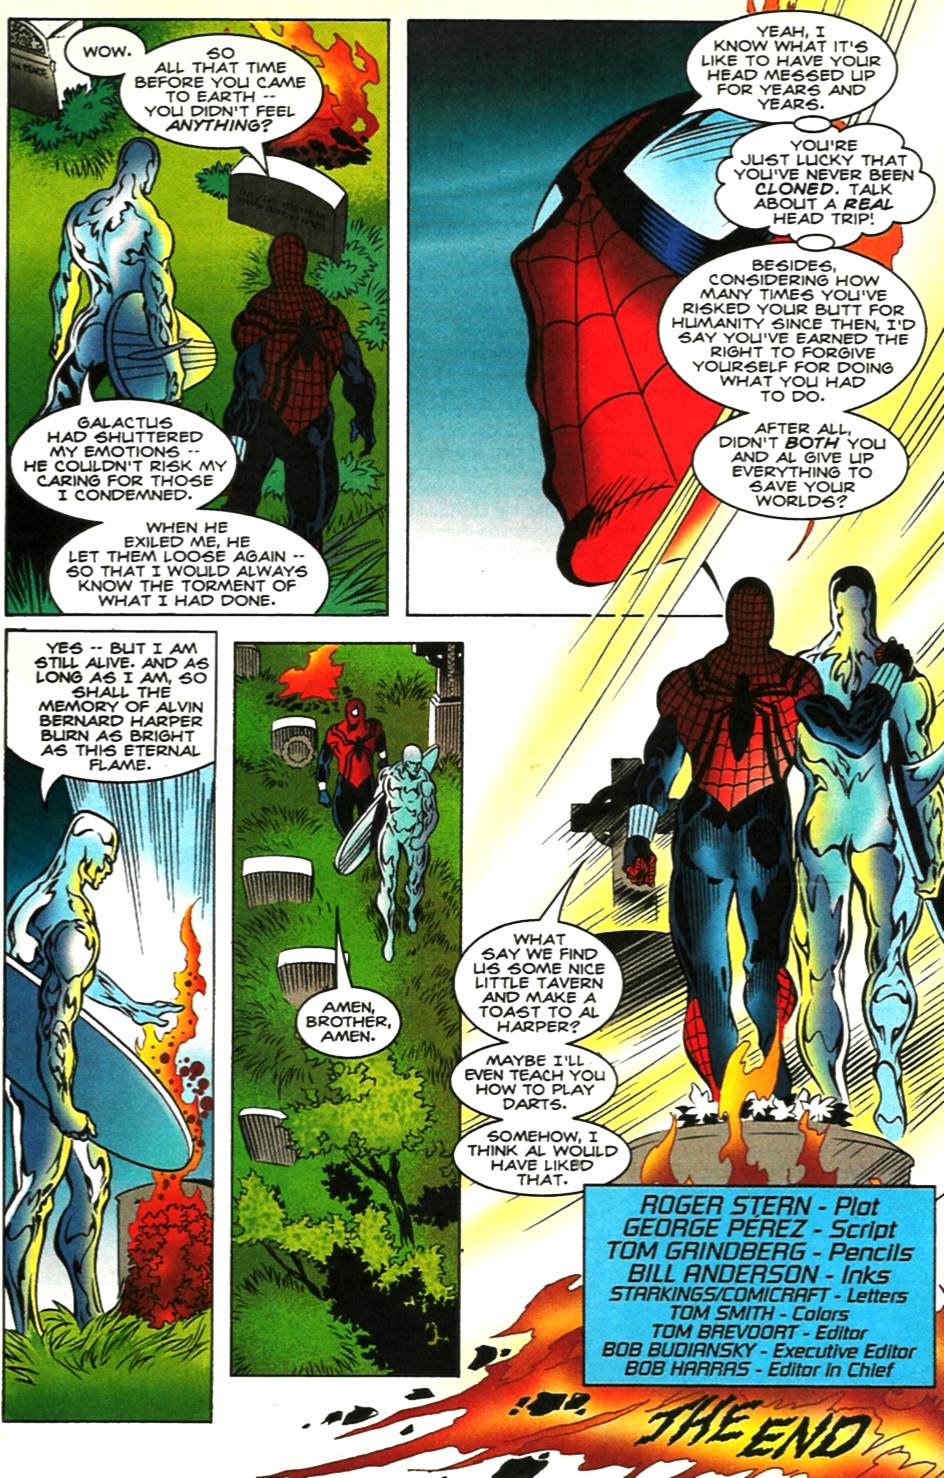 IN PEACE
WOW.
SO
ALL THAT TIME
BEFORE YOU CAME
TO EARTH --
YOU DIDN'T FEEL
ANYTHING?
GALACTUS
HAD SHUTTERED
MY EMOTIONS --
HE COULDN'T RISK MY
CARING FOR THOSE
I CONDEMNED.
WHEN HE
EXILED ME, HE
LET THEM LOOSE AGAIN --
SO THAT I WOULD ALWAYS
KNOW THE TORMENT OF
WHAT I HAD DONE.
YEAH, I
KNOW WHAT IT'S
LIKE TO HAVE YOUR
HEAD MESSED UP
FOR YEARS AND
YEARS.
YOU'RE
JUST LUCKY THAT
YOU'VE NEVER BEEN
CLONED. TALK
ABOUT A REAL
HEAD TRIP!
BESIDES,
CONSIDERING HOW
MANY TIMES YOU'VE
RISKED YOUR BUTT FOR
HUMANITY SINCE THEN, I'D
SAY YOU'VE EARNED THE
RIGHT TO FORGIVE
YOURSELF FOR DOING
WHAT YOU HAD
TO DO.
AFTER ALL,
DIDN'T BOTH YOU
AND AL GIVE UP
EVERYTHING TO
SAVE YOUR
WORLDS?
YES -- BUT I AM
STILL ALIVE. AND AS
LONG AS I AM, SO
SHALL THE
MEMORY OF ALVIN
BERNARD HARPER
BURN AS BRIGHT
AS THIS ETERNAL
FLAME.
AMEN,
BROTHER,
AMEN.
WHAT
SAY WE FIND
US SOME NICE
LITTLE TAVERN
AND MAKE A
TOAST TO AL
HARPER?
MAYBE I'LL
EVEN TEACH YOU
HOW TO PLAY
DARTS.
SOMEHOW, I
THINK AL WOULD
HAVE LIKED
THAT.
ROGER STERN - Plot
GEORGE PÉREZ - Script
TOM GRINDBERG - Pencils
BILL ANDERSON - Inks
STARKINGS/COMICRAFT - Letters
TOM SMITH - Colors
TOM BREVOORT - Editor
BOB BUDIANSKY - Executive Editor
BOB HARRAS - Editor in Chief
THE END